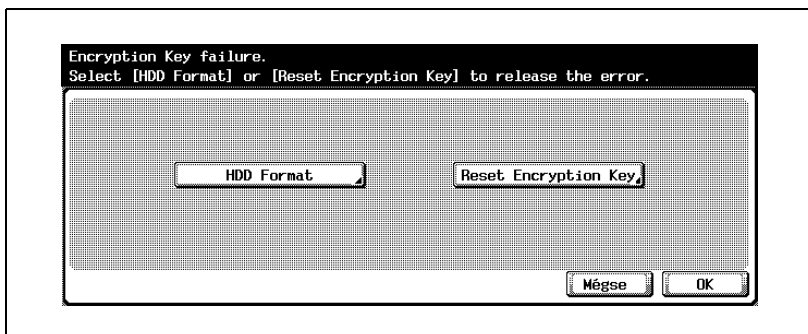 Encryption Key failure.
Select [HDD Format] or [Reset Encryption Key] to release the error.
HDD Format
Reset Encryption Key
Mégse
OK